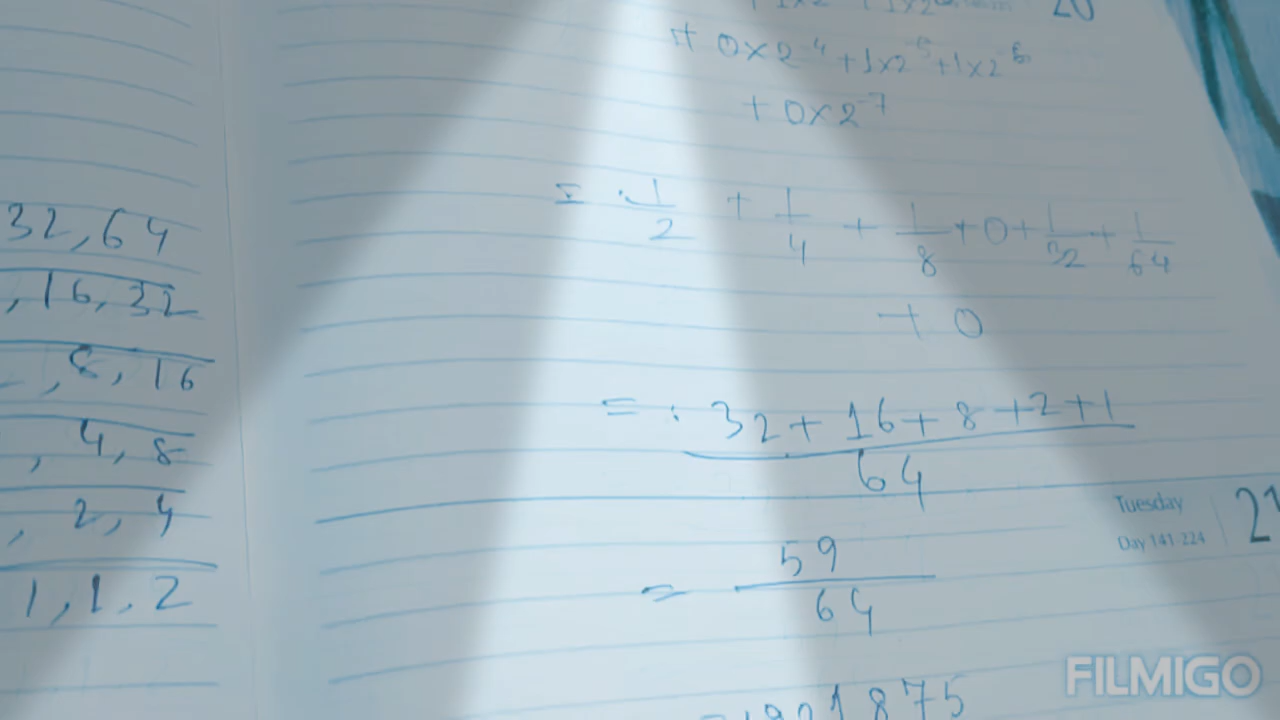 32,64
,16,32
,8,16
,4,8
,2,4
1,1,2
20
+ 0×2^-4 +1×2^-5 +1×2^-6
+ 0×2^-7
= 1/2 + 1/4 + 1/8 + 0 + 1/32 + 1/64
+ 0
= 32+16+8+2+1
64
= 59
64
Tuesday 21
Day 141-224
FILMIGO